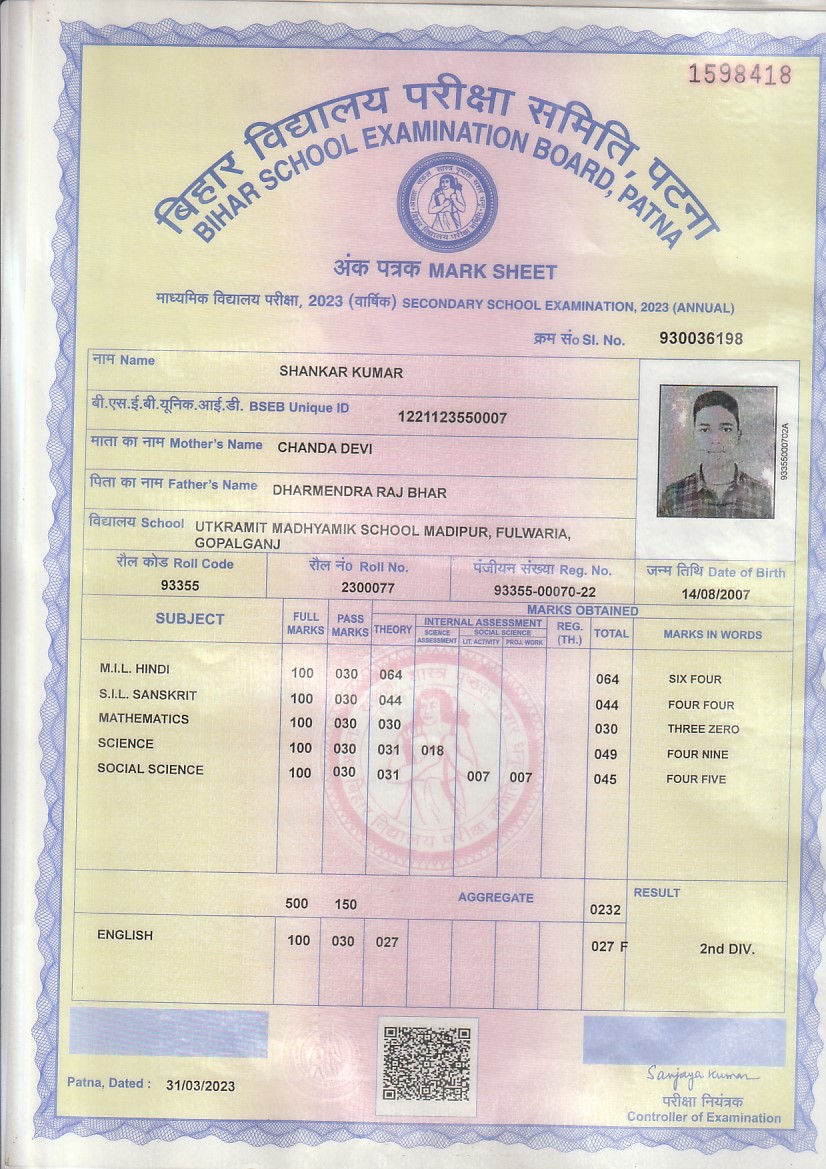 1598418
बिहार विद्यालय परीक्षा समिति, पटना
BIHAR SCHOOL EXAMINATION BOARD, PATNA
अंक पत्रक MARK SHEET
माध्यमिक विद्यालय परीक्षा, 2023 (वार्षिक) SECONDARY SCHOOL EXAMINATION, 2023 (ANNUAL)
क्रम सं० Sl. No. 930036198
नाम Name SHANKAR KUMAR
बी.एस.ई.बी.यूनिक.आई.डी. BSEB Unique ID 1221123550007
माता का नाम Mother's Name CHANDA DEVI
पिता का नाम Father's Name DHARMENDRA RAJ BHAR
93355000702A
विद्यालय School UTKRAMIT MADHYAMIK SCHOOL MADIPUR, FULWARIA,
GOPALGANJ
रौल कोड Roll Code रौल नं० Roll No. पंजीयन संख्या Reg. No. जन्म तिथि Date of Birth
93355 2300077 93355-00070-22 14/08/2007
SUBJECT FULL MARKS PASS MARKS MARKS OBTAINED
THEORY INTERNAL ASSESSMENT REG. (TH.) TOTAL MARKS IN WORDS
SCIENCE ASSESSMENT SOCIAL SCIENCE
LIT. ACTIVITY PROJ. WORK
M.I.L. HINDI 100 030 064 064 SIX FOUR
S.I.L. SANSKRIT 100 030 044 044 FOUR FOUR
MATHEMATICS 100 030 030 030 THREE ZERO
SCIENCE 100 030 031 018 049 FOUR NINE
SOCIAL SCIENCE 100 030 031 007 007 045 FOUR FIVE
500 150 AGGREGATE 0232 RESULT
ENGLISH 100 030 027 027 F 2nd DIV.
Patna, Dated : 31/03/2023
Sanjaya Kumar
परीक्षा नियंत्रक
Controller of Examination